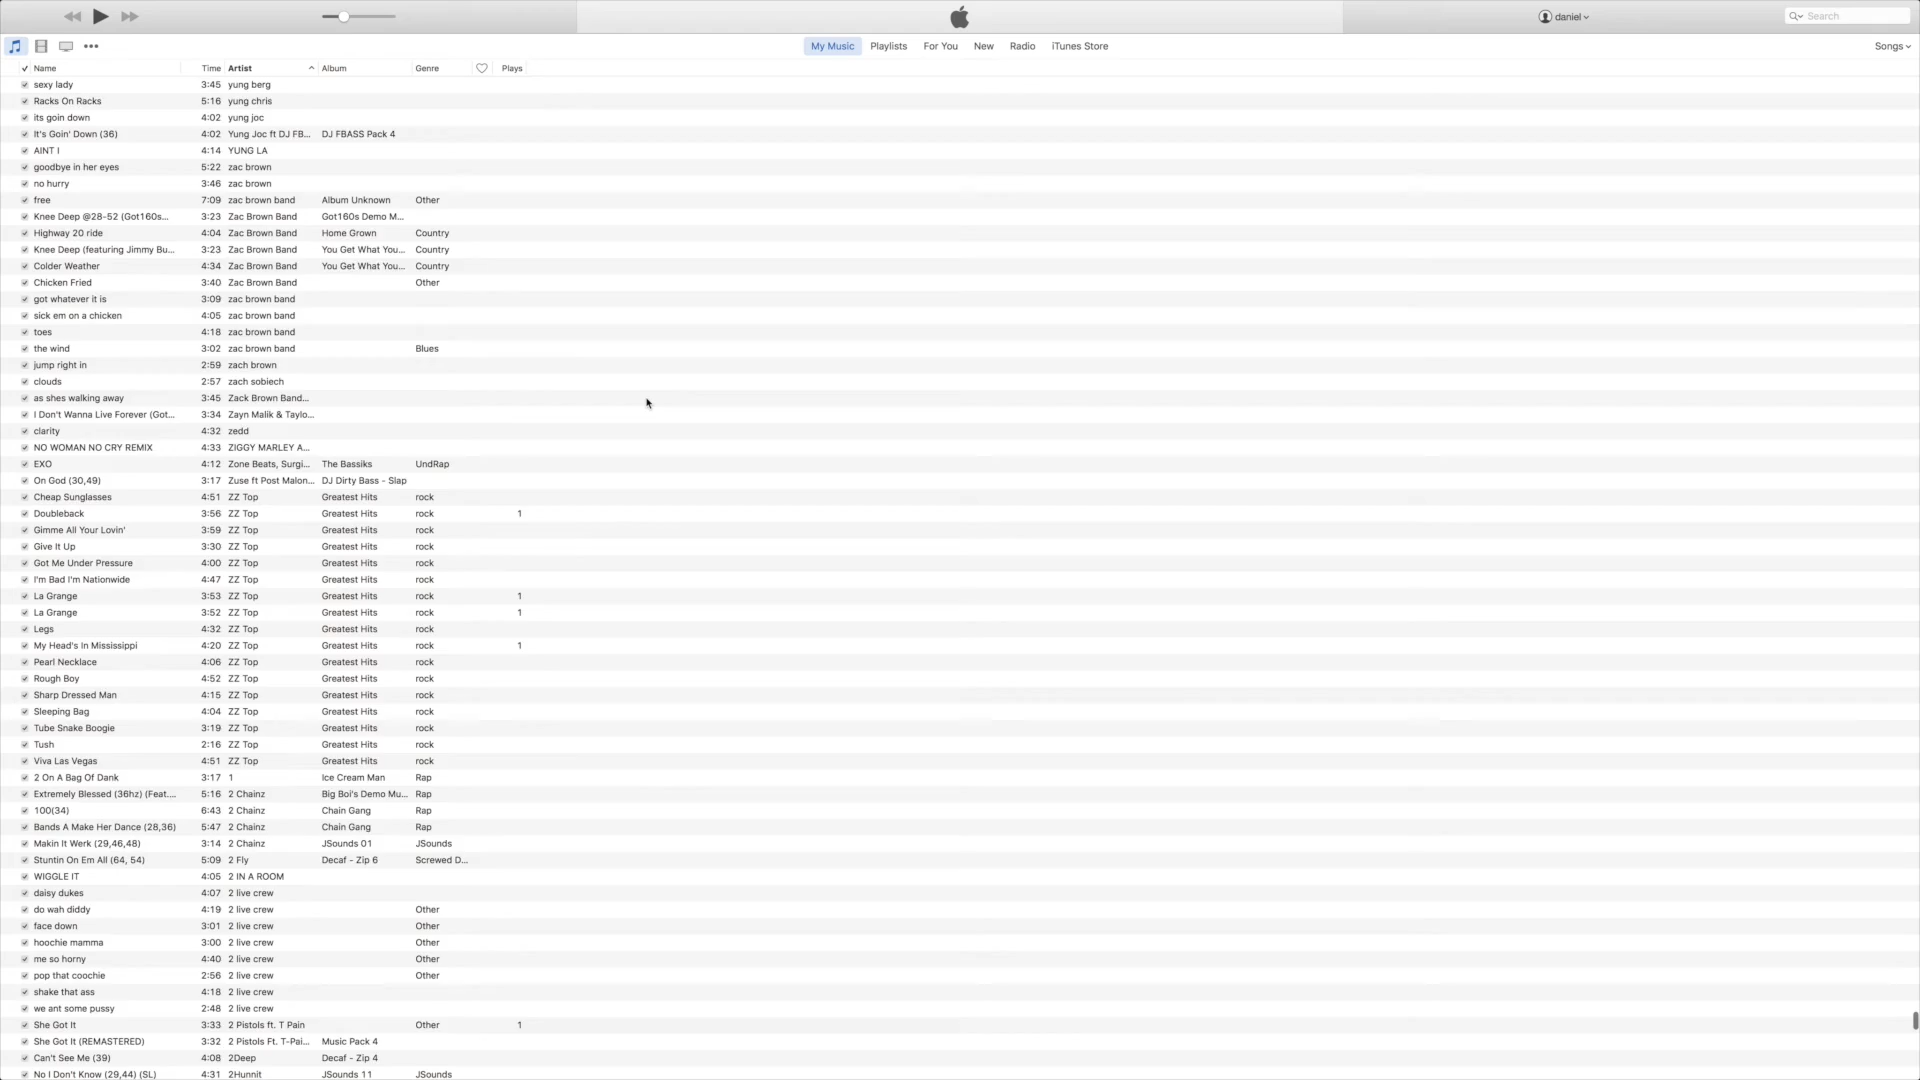 daniel
Search
My Music Playlists For You New Radio iTunes Store
Songs
Name Time Artist Album Genre Plays
sexy lady 3:45 yung berg
Racks On Racks 5:16 yung chris
its goin down 4:02 yung joc
It's Goin' Down (36) 4:02 Yung Joc ft DJ FB... DJ FBASS Pack 4
AINT I 4:14 YUNG LA
goodbye in her eyes 5:22 zac brown
no hurry 3:46 zac brown
free 7:09 zac brown band Album Unknown Other
Knee Deep @28-52 (Got160s... 3:23 Zac Brown Band Got160s Demo M...
Highway 20 ride 4:04 Zac Brown Band Home Grown Country
Knee Deep (featuring Jimmy Bu... 3:23 Zac Brown Band You Get What You... Country
Colder Weather 4:34 Zac Brown Band You Get What You... Country
Chicken Fried 3:40 Zac Brown Band Other
got whatever it is 3:09 zac brown band
sick em on a chicken 4:05 zac brown band
toes 4:18 zac brown band
the wind 3:02 zac brown band Blues
jump right in 2:59 zach brown
clouds 2:57 zach sobiech
as shes walking away 3:45 Zack Brown Band...
I Don't Wanna Live Forever (Got... 3:34 Zayn Malik & Taylo...
clarity 4:32 zedd
NO WOMAN NO CRY REMIX 4:33 ZIGGY MARLEY A...
EXO 4:12 Zone Beats, Surgi... The Bassiks UndRap
On God (30,49) 3:17 Zuse ft Post Malon... DJ Dirty Bass - Slap
Cheap Sunglasses 4:51 ZZ Top Greatest Hits rock
Doubleback 3:56 ZZ Top Greatest Hits rock 1
Gimme All Your Lovin' 3:59 ZZ Top Greatest Hits rock
Give It Up 3:30 ZZ Top Greatest Hits rock
Got Me Under Pressure 4:00 ZZ Top Greatest Hits rock
I'm Bad I'm Nationwide 4:47 ZZ Top Greatest Hits rock
La Grange 3:53 ZZ Top Greatest Hits rock 1
La Grange 3:52 ZZ Top Greatest Hits rock 1
Legs 4:32 ZZ Top Greatest Hits rock
My Head's In Mississippi 4:20 ZZ Top Greatest Hits rock 1
Pearl Necklace 4:06 ZZ Top Greatest Hits rock
Rough Boy 4:52 ZZ Top Greatest Hits rock
Sharp Dressed Man 4:15 ZZ Top Greatest Hits rock
Sleeping Bag 4:04 ZZ Top Greatest Hits rock
Tube Snake Boogie 3:19 ZZ Top Greatest Hits rock
Tush 2:16 ZZ Top Greatest Hits rock
Viva Las Vegas 4:51 ZZ Top Greatest Hits rock
2 On A Bag Of Dank 3:17 1 Ice Cream Man Rap
Extremely Blessed (36hz) (Feat.... 5:16 2 Chainz Big Boi's Demo Mu... Rap
100(34) 6:43 2 Chainz Chain Gang Rap
Bands A Make Her Dance (28,36) 5:47 2 Chainz Chain Gang Rap
Makin It Werk (29,46,48) 3:14 2 Chainz JSounds 01 JSounds
Stuntin On Em All (64, 54) 5:09 2 Fly Decaf - Zip 6 Screwed D...
WIGGLE IT 4:05 2 IN A ROOM
daisy dukes 4:07 2 live crew
do wah diddy 4:19 2 live crew Other
face down 3:01 2 live crew Other
hoochie mamma 3:00 2 live crew Other
me so horny 4:40 2 live crew Other
pop that coochie 2:56 2 live crew Other
shake that ass 4:18 2 live crew
we ant some pussy 2:48 2 live crew
She Got It 3:33 2 Pistols ft. T Pain Other 1
She Got It (REMASTERED) 3:32 2 Pistols Ft. T-Pai... Music Pack 4
Can't See Me (39) 4:08 2Deep Decaf - Zip 4
No I Don't Know (29,44) (SL) 4:31 2Hunnit JSounds 11 JSounds